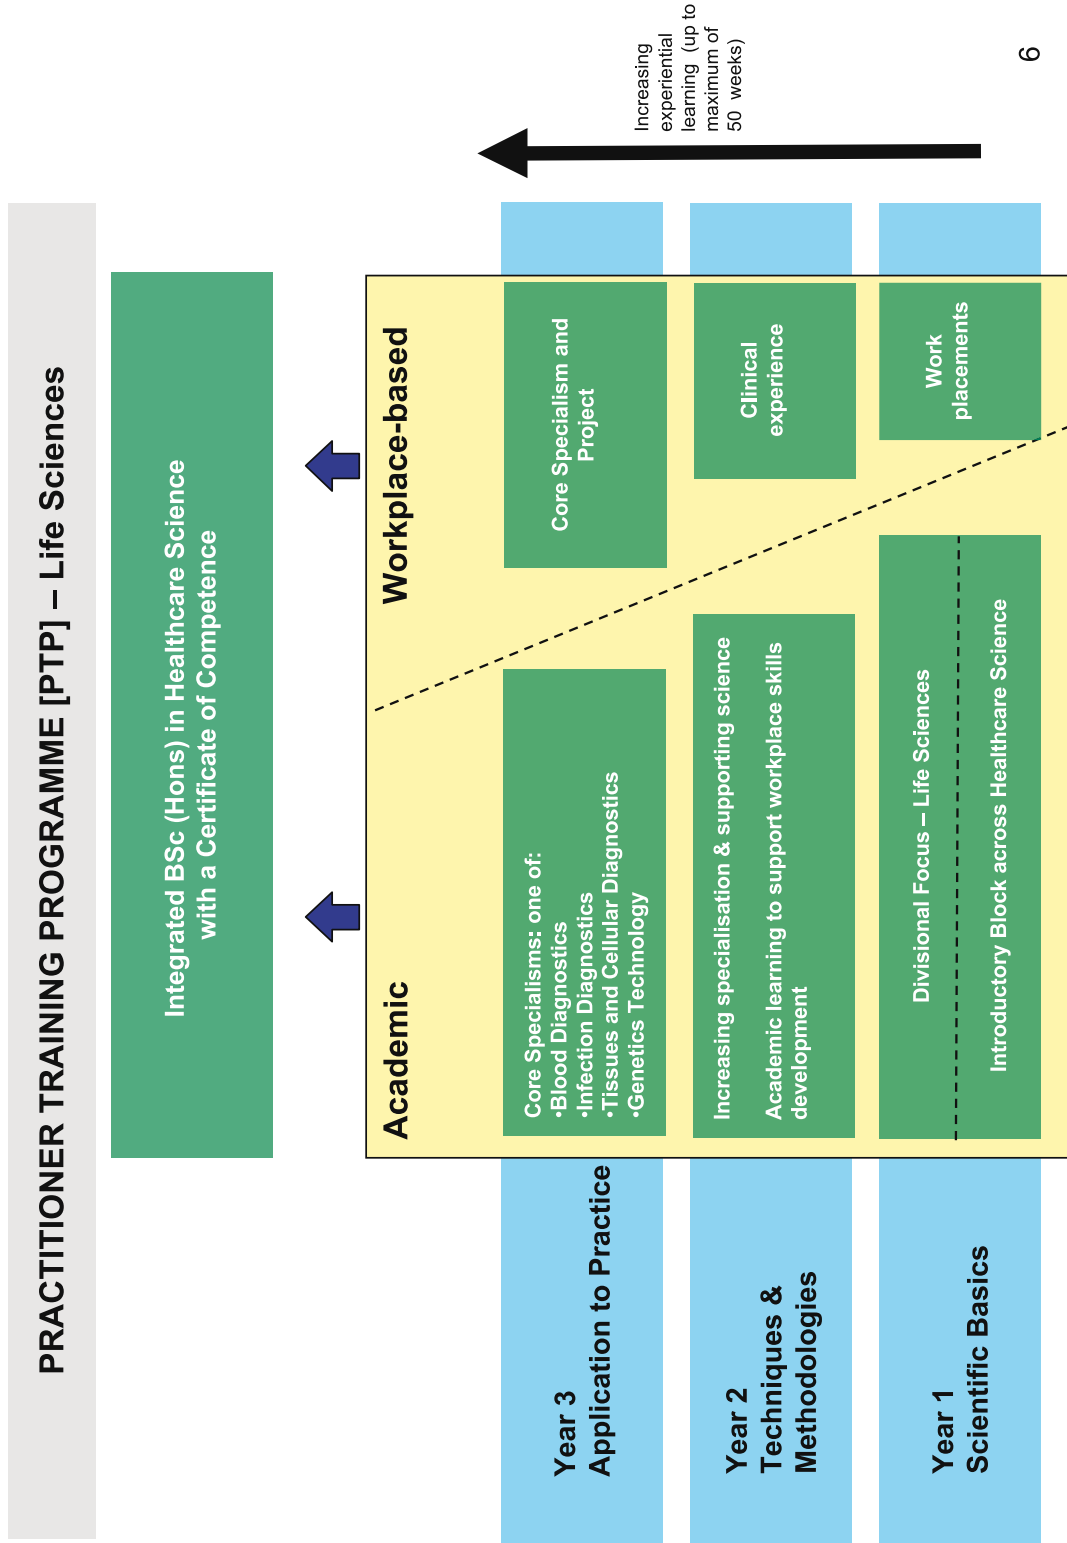 PRACTITIONER TRAINING PROGRAMME [PTP] – Life Sciences
Integrated BSc (Hons) in Healthcare Science
with a Certificate of Competence
Academic
Workplace-based
Year 3
Application to Practice
Core Specialisms: one of:
•Blood Diagnostics
•Infection Diagnostics
•Tissues and Cellular Diagnostics
•Genetics Technology
Core Specialism and
Project
Year 2
Techniques &
Methodologies
Increasing specialisation & supporting science
Academic learning to support workplace skills
development
Clinical
experience
Year 1
Scientific Basics
Divisional Focus – Life Sciences
Introductory Block across Healthcare Science
Work
placements
Increasing
experiential
learning (up to
maximum of
50 weeks)
6